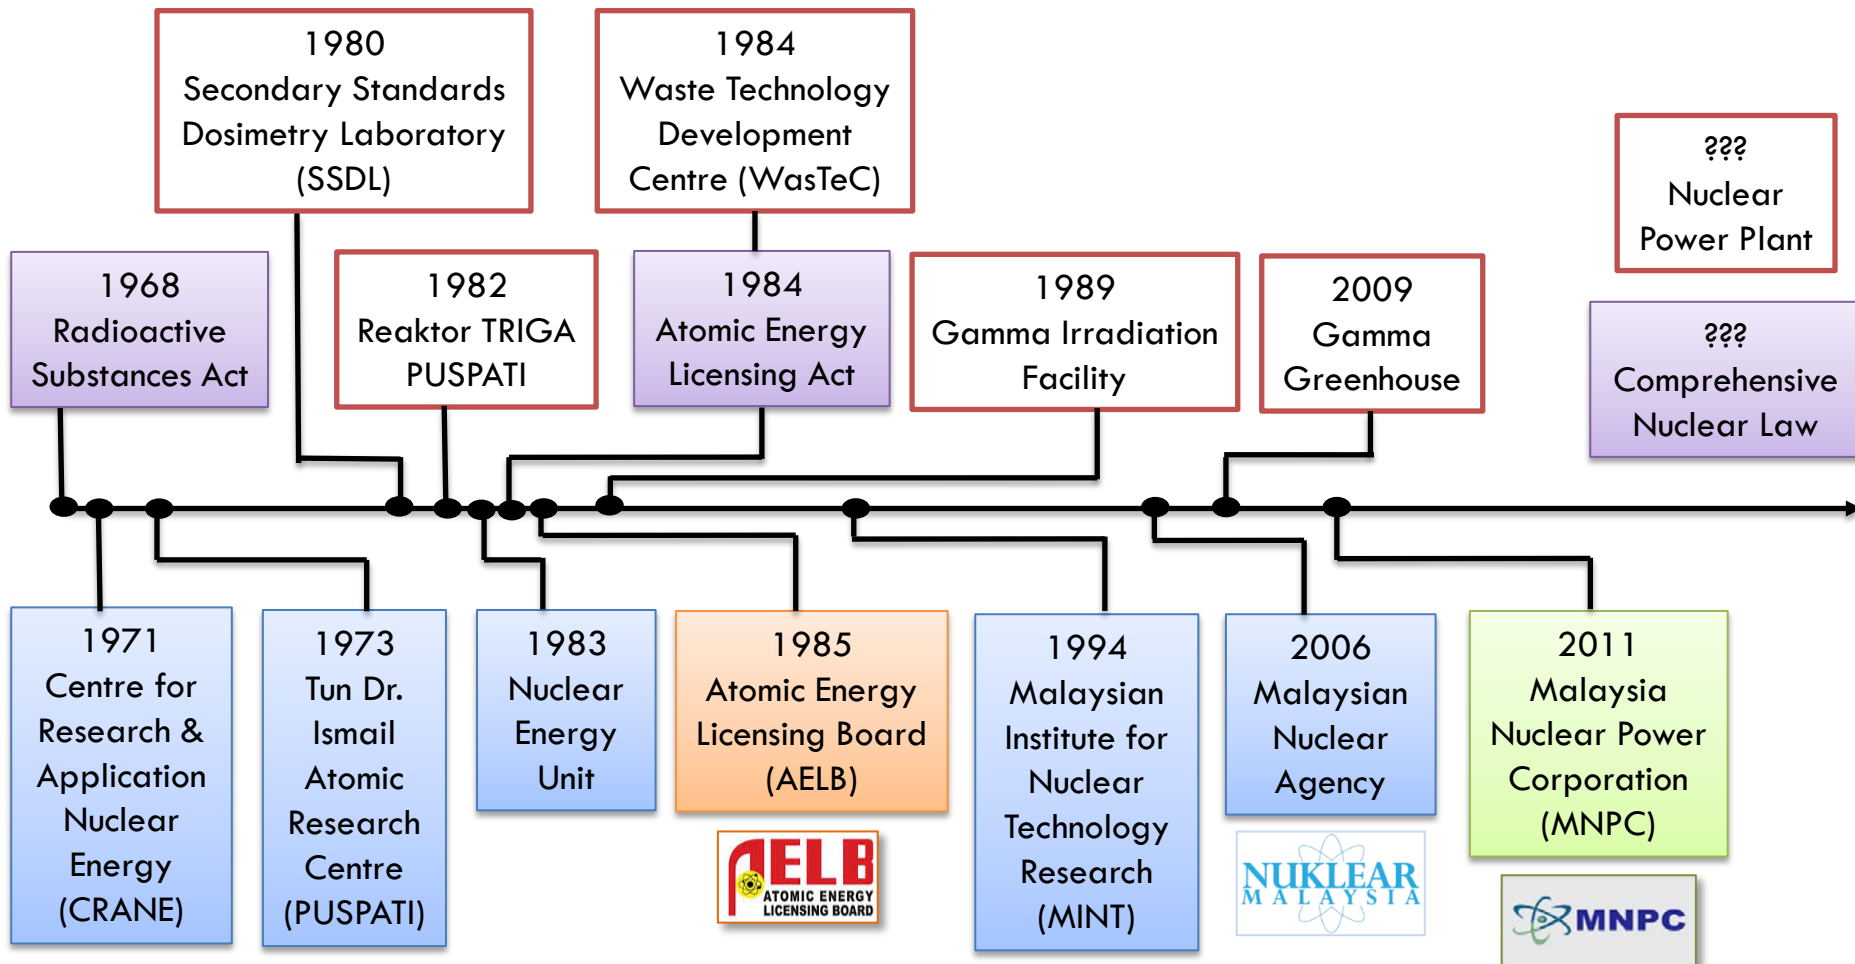 1980
Secondary Standards
Dosimetry Laboratory
(SSDL)
1984
Waste Technology
Development
Centre (WasTeC)
???
Nuclear
Power Plant
1968
Radioactive
Substances Act
1982
Reaktor TRIGA
PUSPATI
1984
Atomic Energy
Licensing Act
1989
Gamma Irradiation
Facility
2009
Gamma
Greenhouse
???
Comprehensive
Nuclear Law
1971
Centre for
Research &
Application
Nuclear
Energy
(CRANE)
1973
Tun Dr.
Ismail
Atomic
Research
Centre
(PUSPATI)
1983
Nuclear
Energy
Unit
1985
Atomic Energy
Licensing Board
(AELB)
AELB
ATOMIC ENERGY
LICENSING BOARD
1994
Malaysian
Institute for
Nuclear
Technology
Research
(MINT)
2006
Malaysian
Nuclear
Agency
NUKLEAR
MALAYSIA
2011
Malaysia
Nuclear Power
Corporation
(MNPC)
MNPC